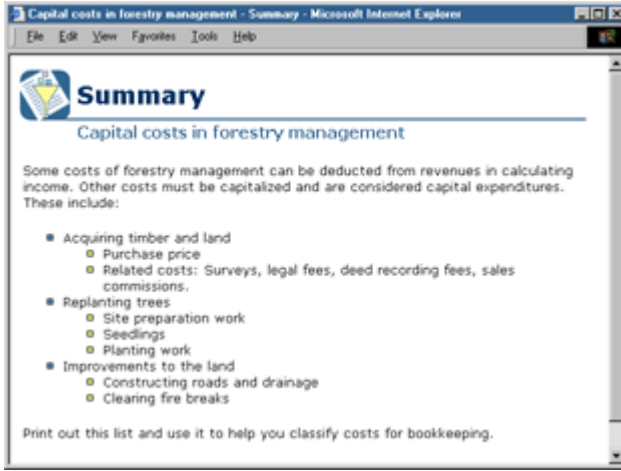 Capital costs in forestry management - Summary - Microsoft Internet Explorer
File Edit View Favorites Tools Help
Summary
Capital costs in forestry management
Some costs of forestry management can be deducted from revenues in calculating
income. Other costs must be capitalized and are considered capital expenditures.
These include:
Acquiring timber and land
Purchase price
Related costs: Surveys, legal fees, deed recording fees, sales
commissions.
Replanting trees
Site preparation work
Seedlings
Planting work
Improvements to the land
Constructing roads and drainage
Clearing fire breaks
Print out this list and use it to help you classify costs for bookkeeping.